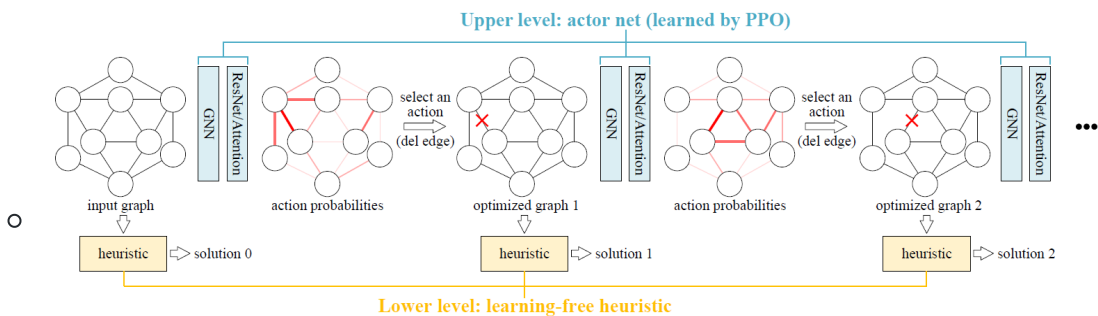 Upper level: actor net (learned by PPO)
GNN
ResNet/Attention
select an
action
(del edge)
GNN
ResNet/Attention
select an
action
(del edge)
GNN
ResNet/Attention
•••
input graph
action probabilities
optimized graph 1
action probabilities
optimized graph 2
heuristic
solution 0
heuristic
solution 1
heuristic
solution 2
Lower level: learning-free heuristic